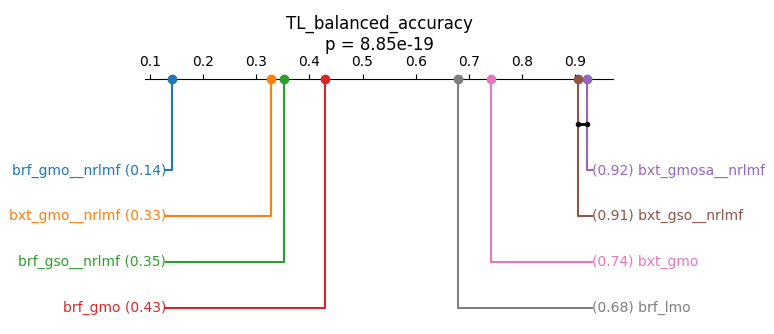 TL_balanced_accuracy
p = 8.85e-19
0.1 0.2 0.3 0.4 0.5 0.6 0.7 0.8 0.9
brf_gmo__nrlmf (0.14) (0.92) bxt_gmosa__nrlmf
bxt_gmo__nrlmf (0.33) (0.91) bxt_gso__nrlmf
brf_gso__nrlmf (0.35) (0.74) bxt_gmo
brf_gmo (0.43) (0.68) brf_lmo